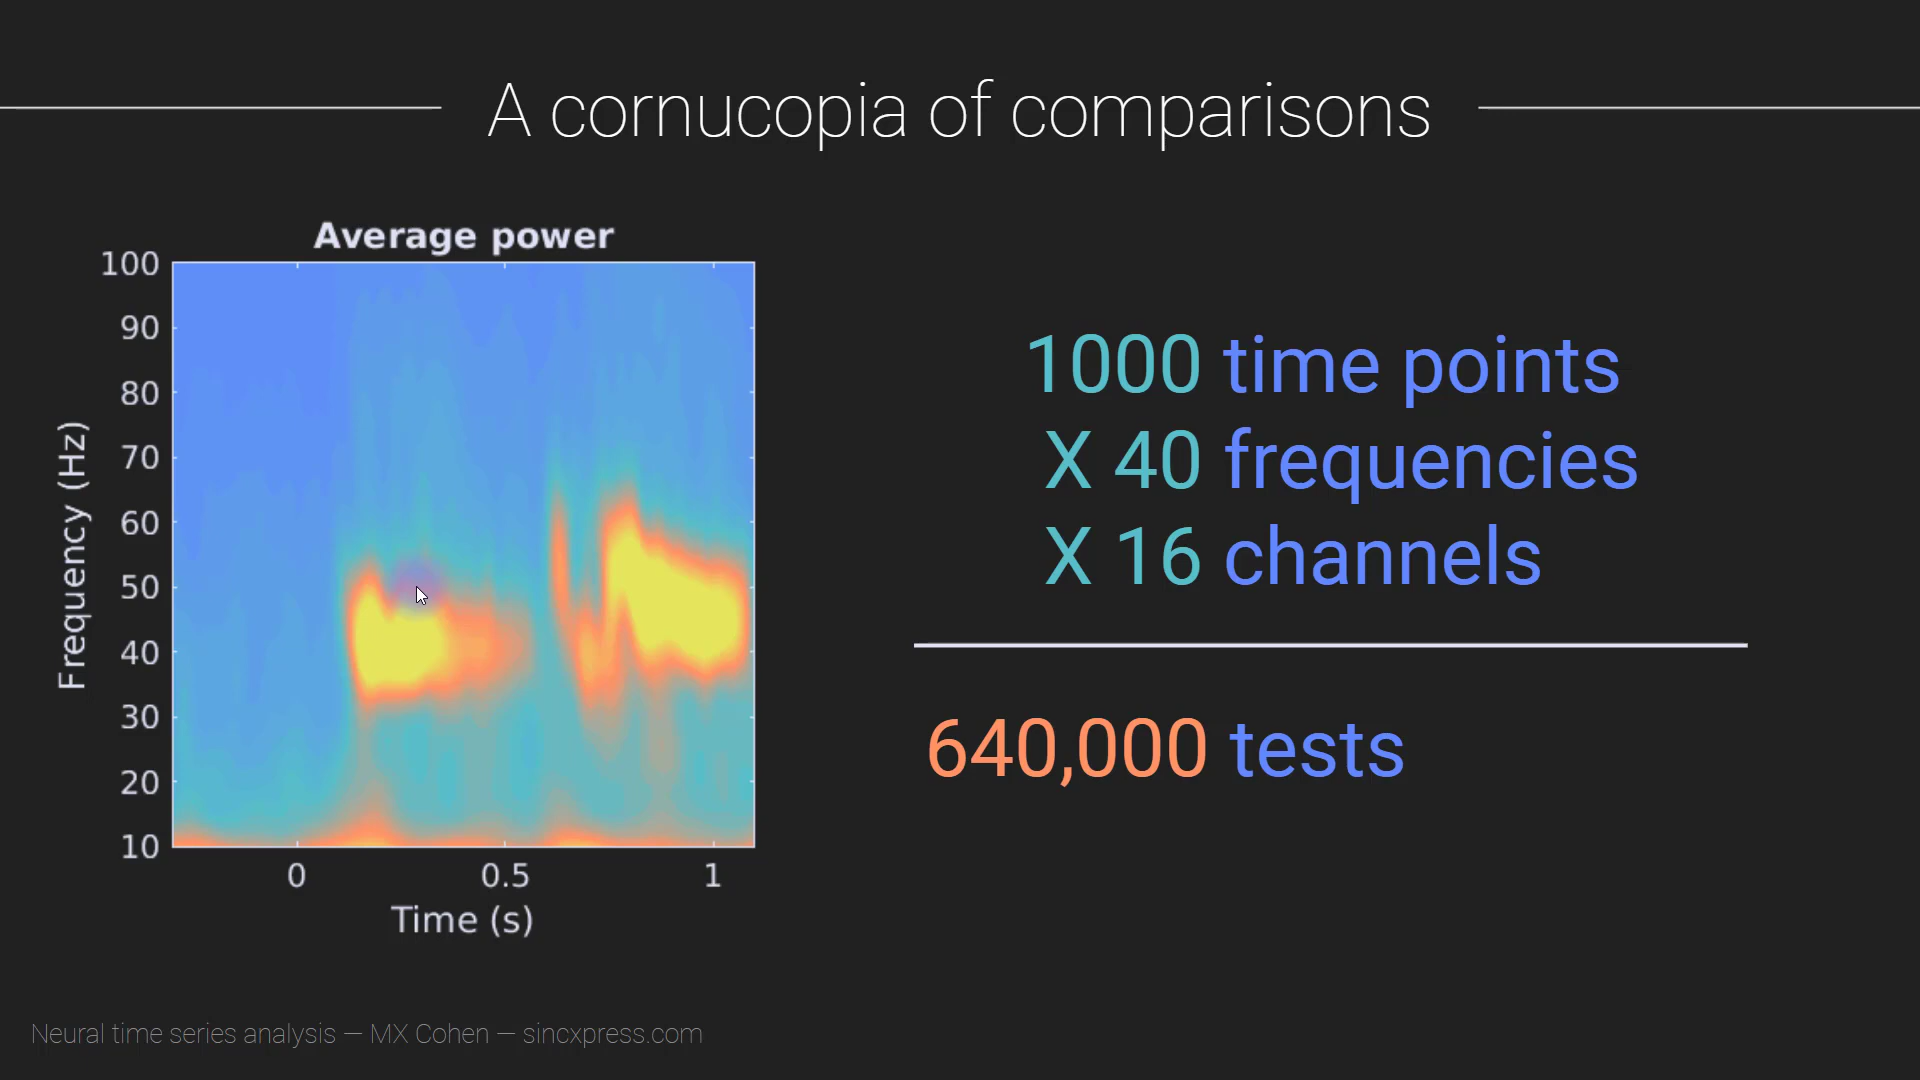 A cornucopia of comparisons
Average power
100
90
80
70
60
50
40
30
20
10
Frequency (Hz)
0 0.5 1
Time (s)
1000 time points
X 40 frequencies
X 16 channels
640,000 tests
Neural time series analysis — MX Cohen — sincxpress.com